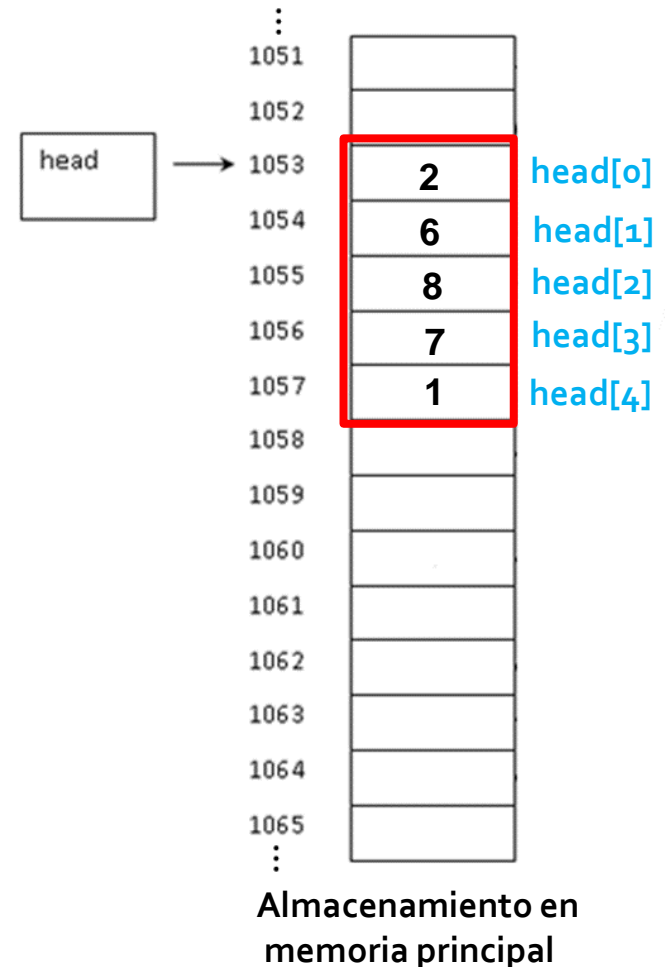 ⋮
1051
1052
head → 1053 2 head[0]
1054 6 head[1]
1055 8 head[2]
1056 7 head[3]
1057 1 head[4]
1058
1059
1060
1061
1062
1063
1064
1065
⋮
Almacenamiento en
memoria principal